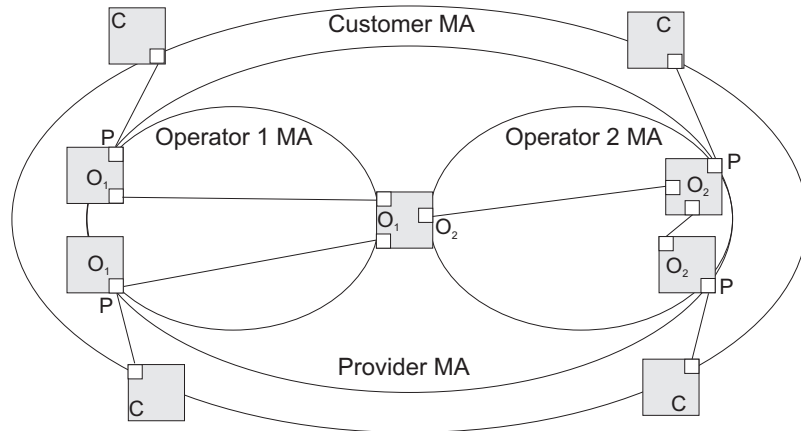 C
Customer MA
C
P
Operator 1 MA
Operator 2 MA
P
O₁
O₂
O₁
O₂
O₁
O₂
P
P
Provider MA
C
C